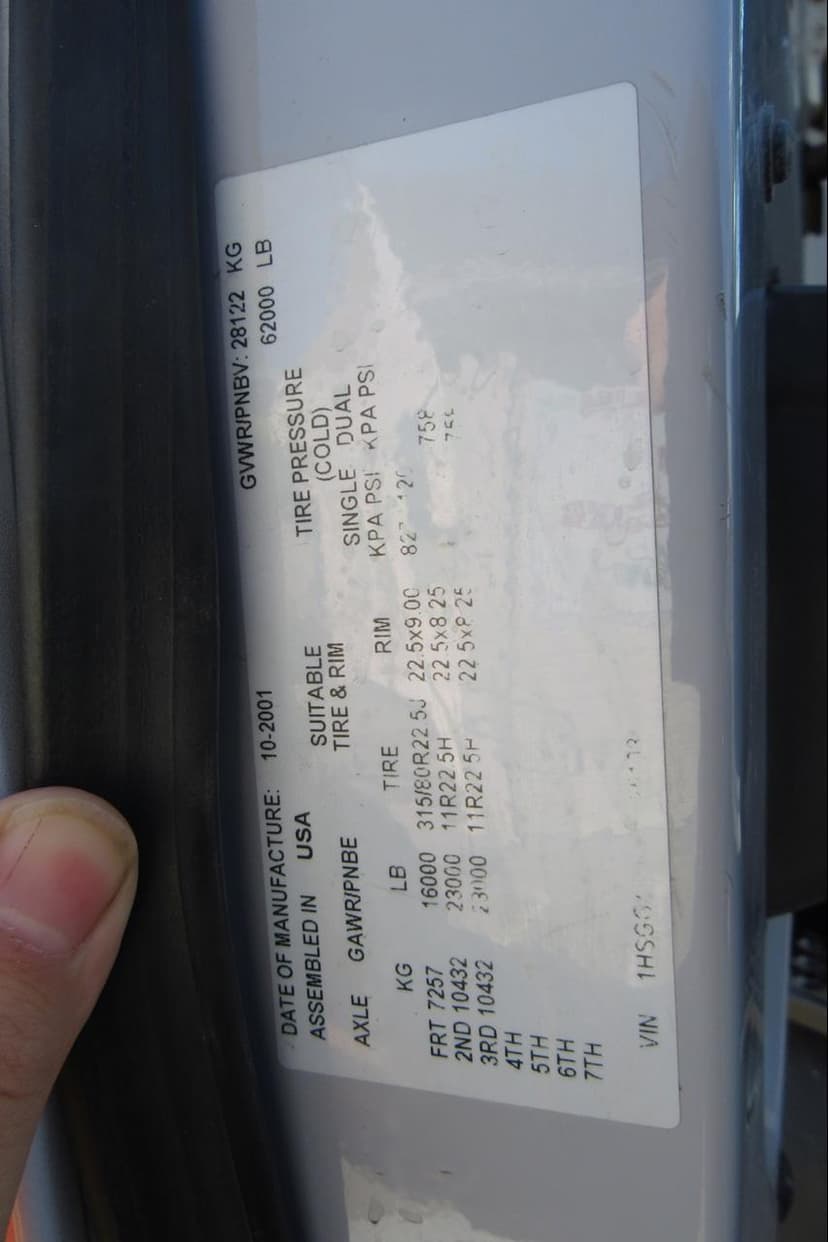 GVWR/PNBV: 28122 KG
62000 LB
DATE OF MANUFACTURE: 10-2001
ASSEMBLED IN USA
SUITABLE TIRE PRESSURE
TIRE & RIM (COLD)
AXLE GAWR/PNBE SINGLE DUAL
KG LB TIRE RIM KPA PSI KPA PSI
FRT 7257 16000 315/80R22 5J 22.5x9.00
2ND 10432 23000 11R22 5H 22 5x8 25
3RD 10432 23000 11R22 5H
4TH
5TH
6TH
7TH
VIN